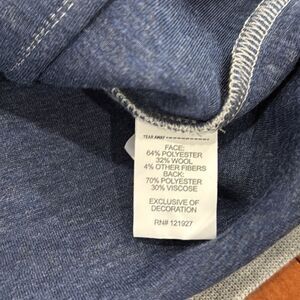 TEAR AWAY
FACE:
64% POLYESTER
32% WOOL
4% OTHER FIBERS
BACK:
70% POLYESTER
30% VISCOSE
EXCLUSIVE OF
DECORATION
RN# 121927